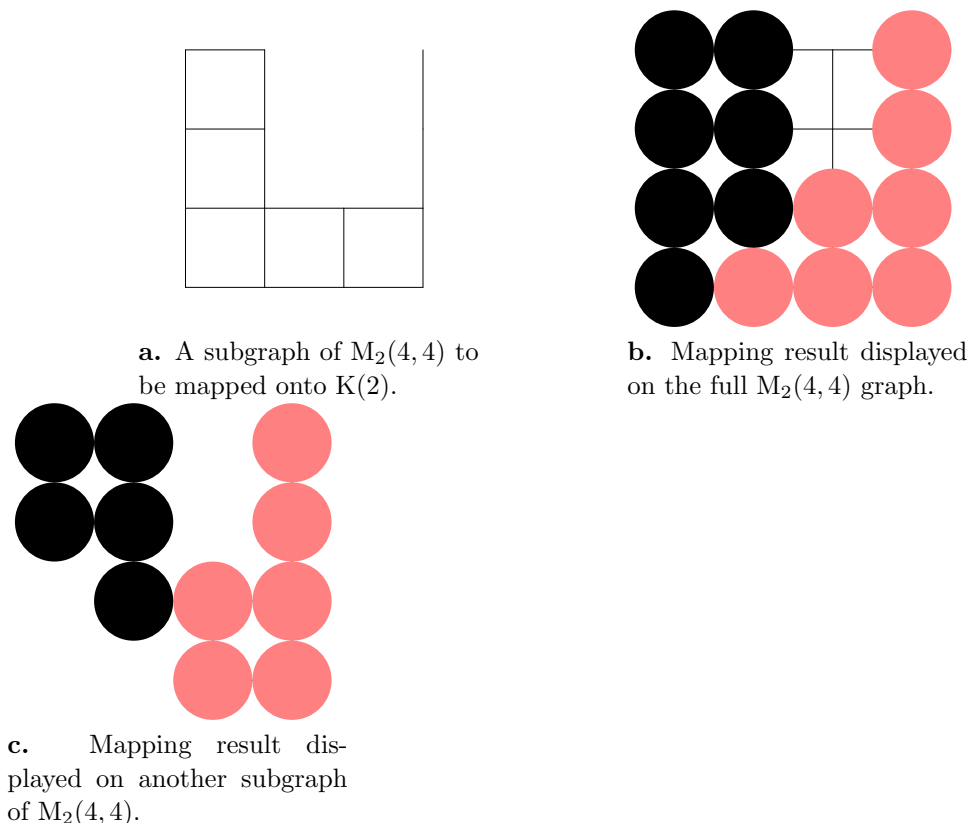 a. A subgraph of M₂(4, 4) to
be mapped onto K(2).
b. Mapping result displayed
on the full M₂(4, 4) graph.
c. Mapping result dis-
played on another subgraph
of M₂(4, 4).